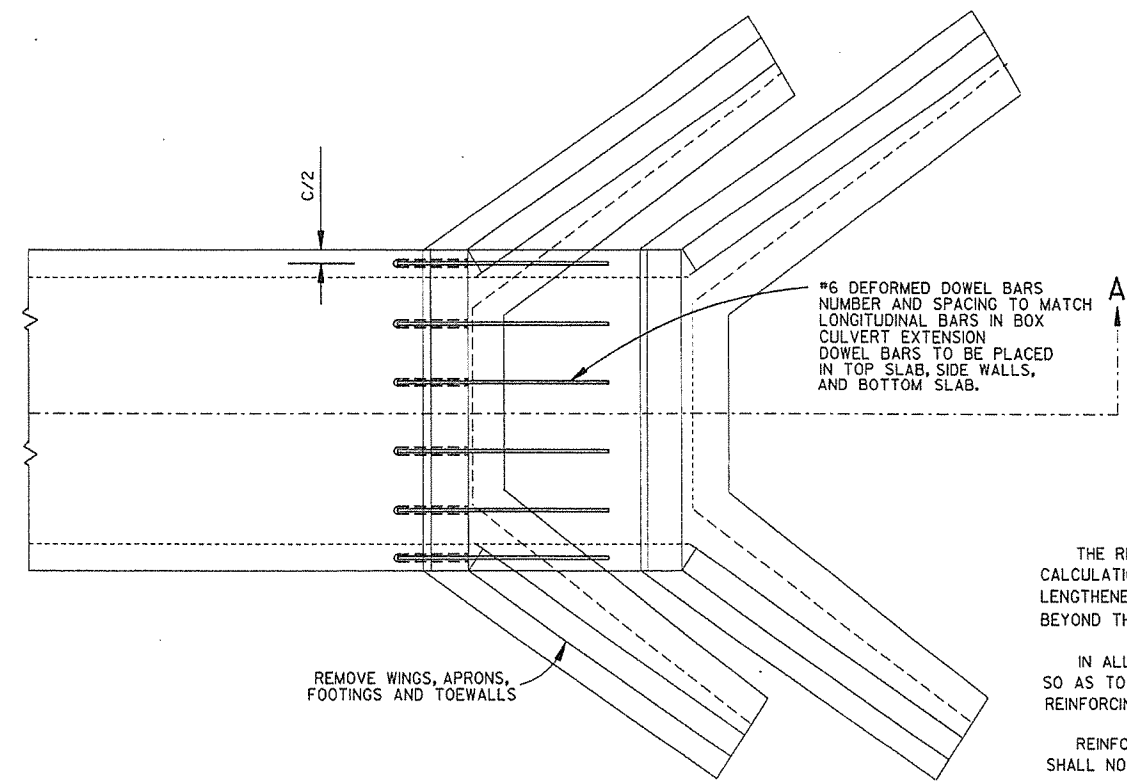 C/2
#6 DEFORMED DOWEL BARS
NUMBER AND SPACING TO MATCH
LONGITUDINAL BARS IN BOX
CULVERT EXTENSION
DOWEL BARS TO BE PLACED
IN TOP SLAB, SIDE WALLS,
AND BOTTOM SLAB.
A
REMOVE WINGS, APRONS,
FOOTINGS AND TOEWALLS
THE
LENGTHENE
BEYOND TH
IN ALL
SO AS TO
REINFORCIN
REINFO
SHALL NO